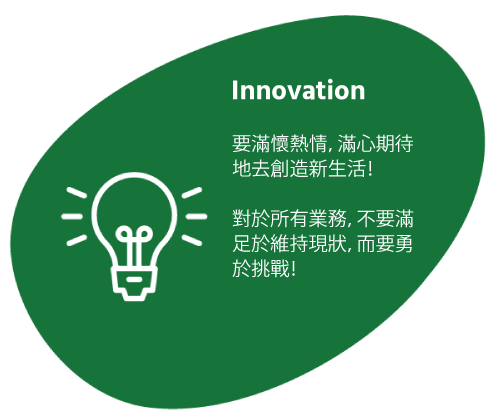 Innovation
要滿懷熱情, 滿心期待
地去創造新生活!
對於所有業務, 不要滿
足於維持現狀, 而要勇
於挑戰!